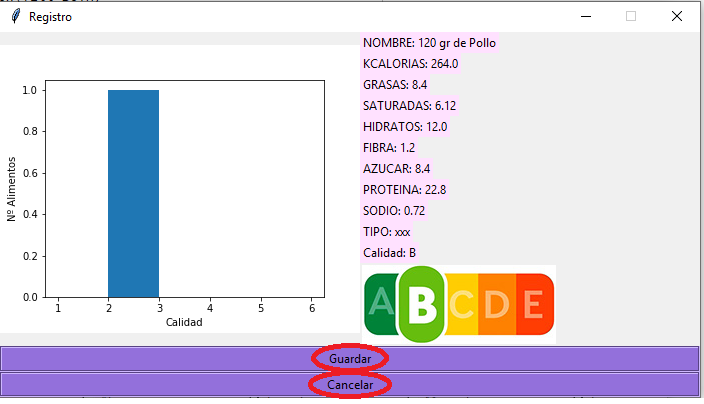 Registro
NOMBRE: 120 gr de Pollo
KCALORIAS: 264.0
GRASAS: 8.4
SATURADAS: 6.12
HIDRATOS: 12.0
FIBRA: 1.2
AZUCAR: 8.4
PROTEINA: 22.8
SODIO: 0.72
TIPO: xxx
Calidad: B
A B C D E
Nº Alimentos
1.0
0.8
0.6
0.4
0.2
0.0
1 2 3 4 5 6
Calidad
Guardar
Cancelar